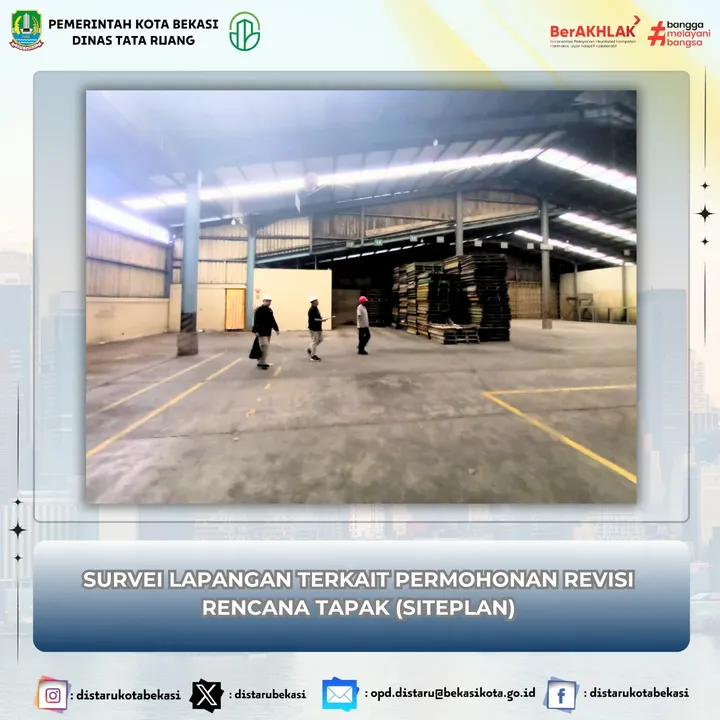 PEMERINTAH KOTA BEKASI
DINAS TATA RUANG
BerAKHLAK
# bangga
melayani
bangsa
SURVEI LAPANGAN TERKAIT PERMOHONAN REVISI
RENCANA TAPAK (SITEPLAN)
: distarukotabekasi
: distarubekasi
: opd.distaru@bekasikota.go.id
: distarukotabekasi